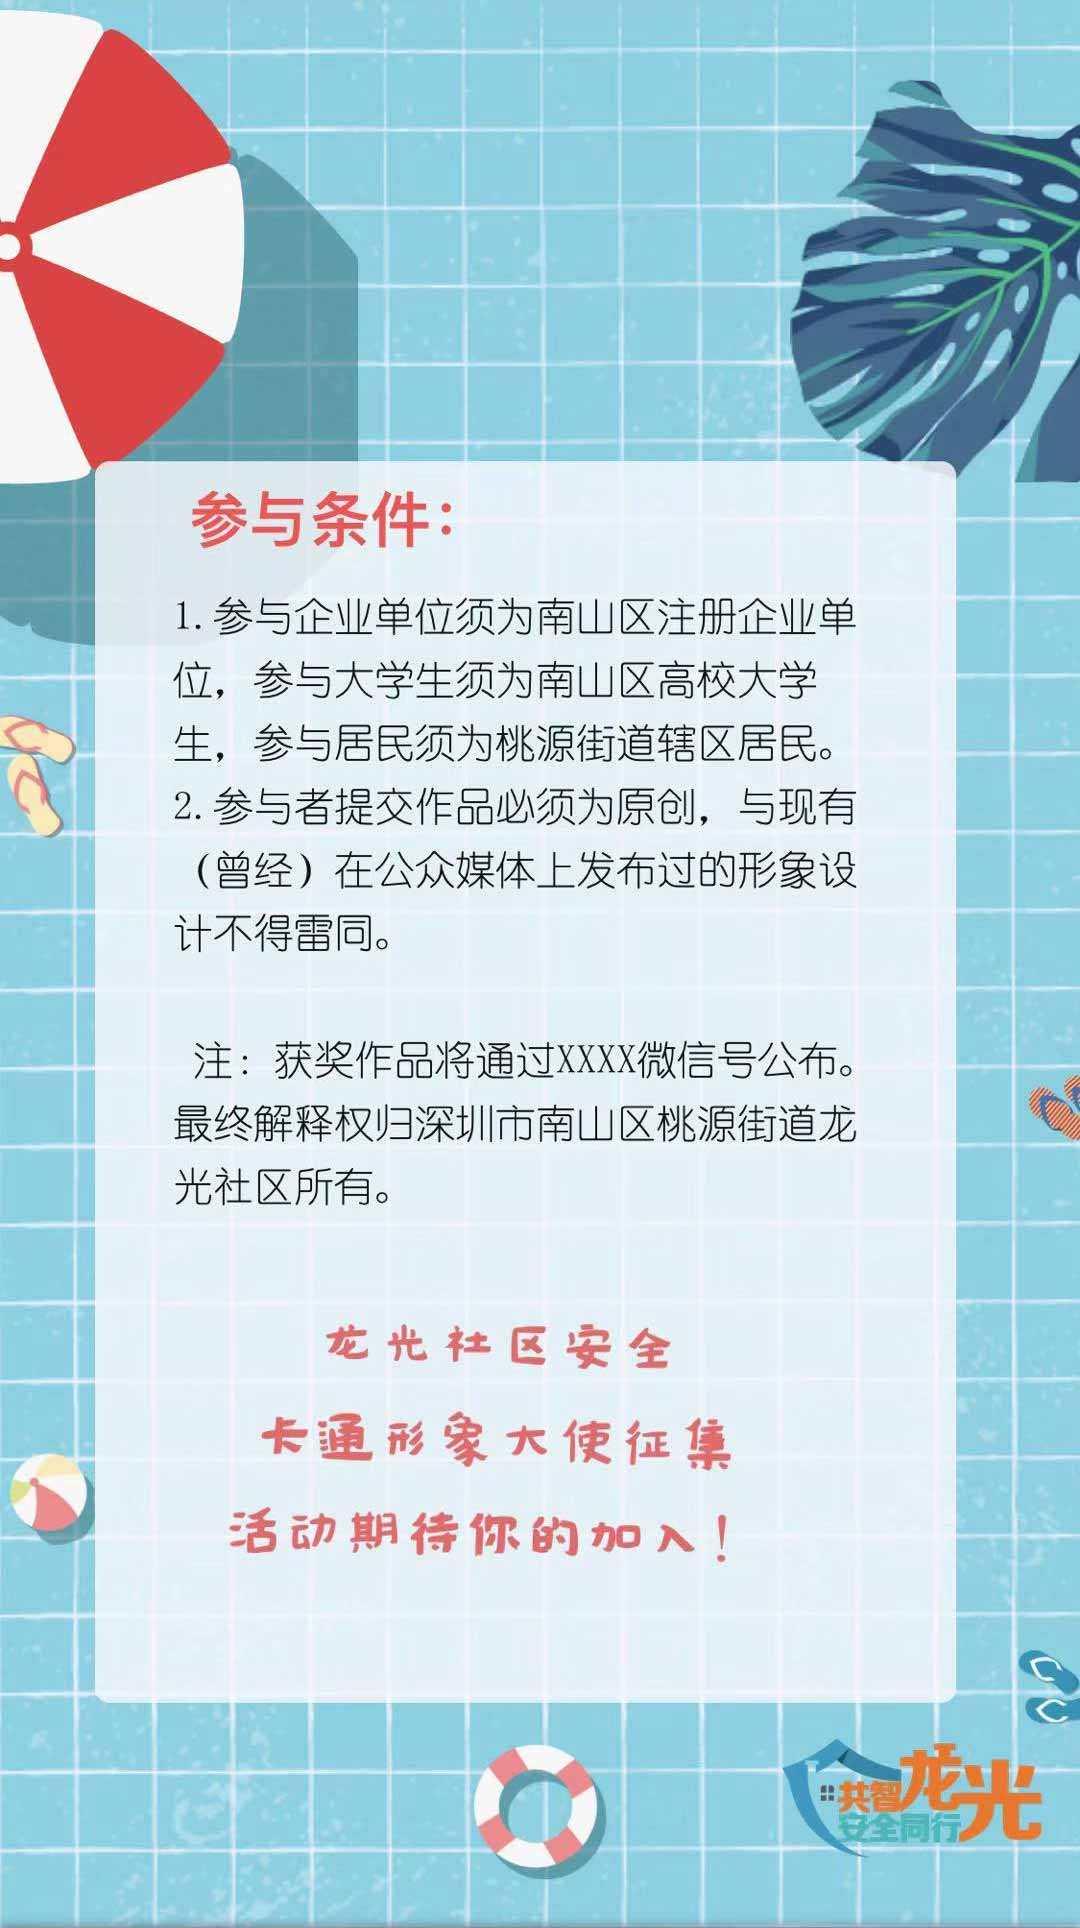 参与条件：
1.参与企业单位须为南山区注册企业单
位，参与大学生须为南山区高校大学
生，参与居民须为桃源街道辖区居民。
2.参与者提交作品必须为原创，与现有
（曾经）在公众媒体上发布过的形象设
计不得雷同。
注：获奖作品将通过XXXX微信号公布。
最终解释权归深圳市南山区桃源街道龙
光社区所有。
龙光社区安全
卡通形象大使征集
活动期待你的加入！
共智龙光
安全同行